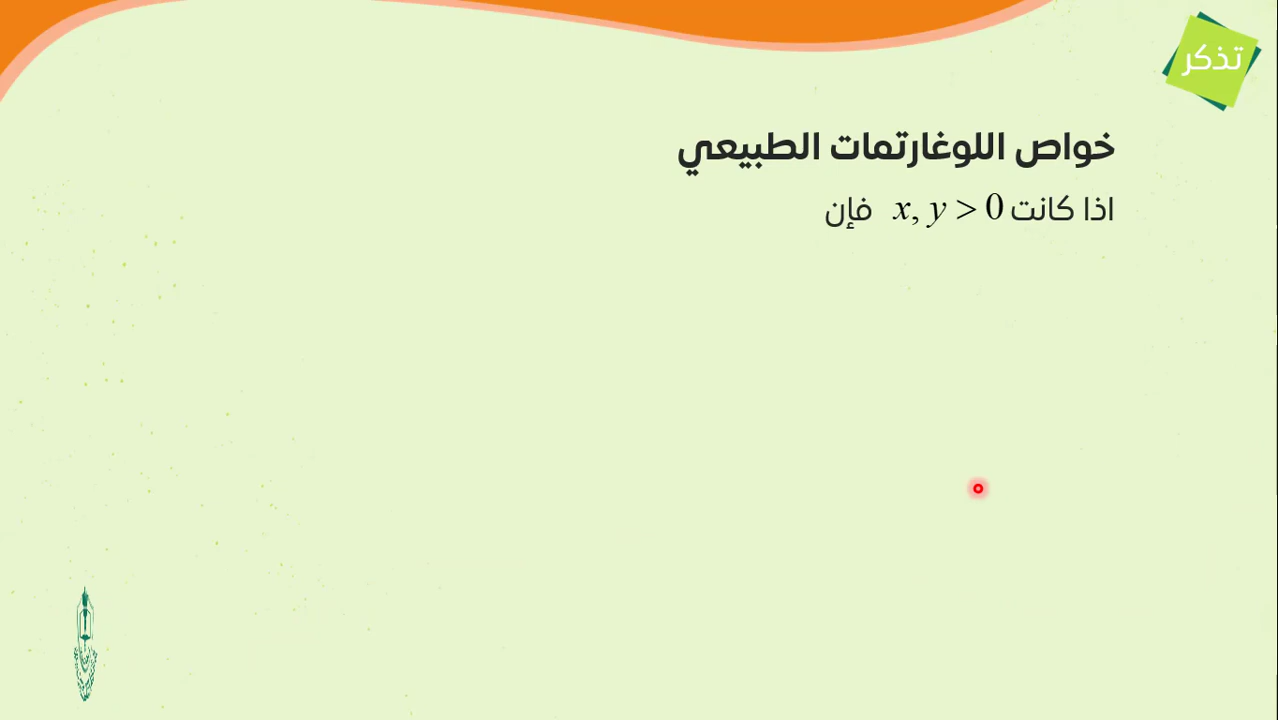 تذكر
خواص اللوغارتمات الطبيعي
اذا كانت x, y > 0 فإن